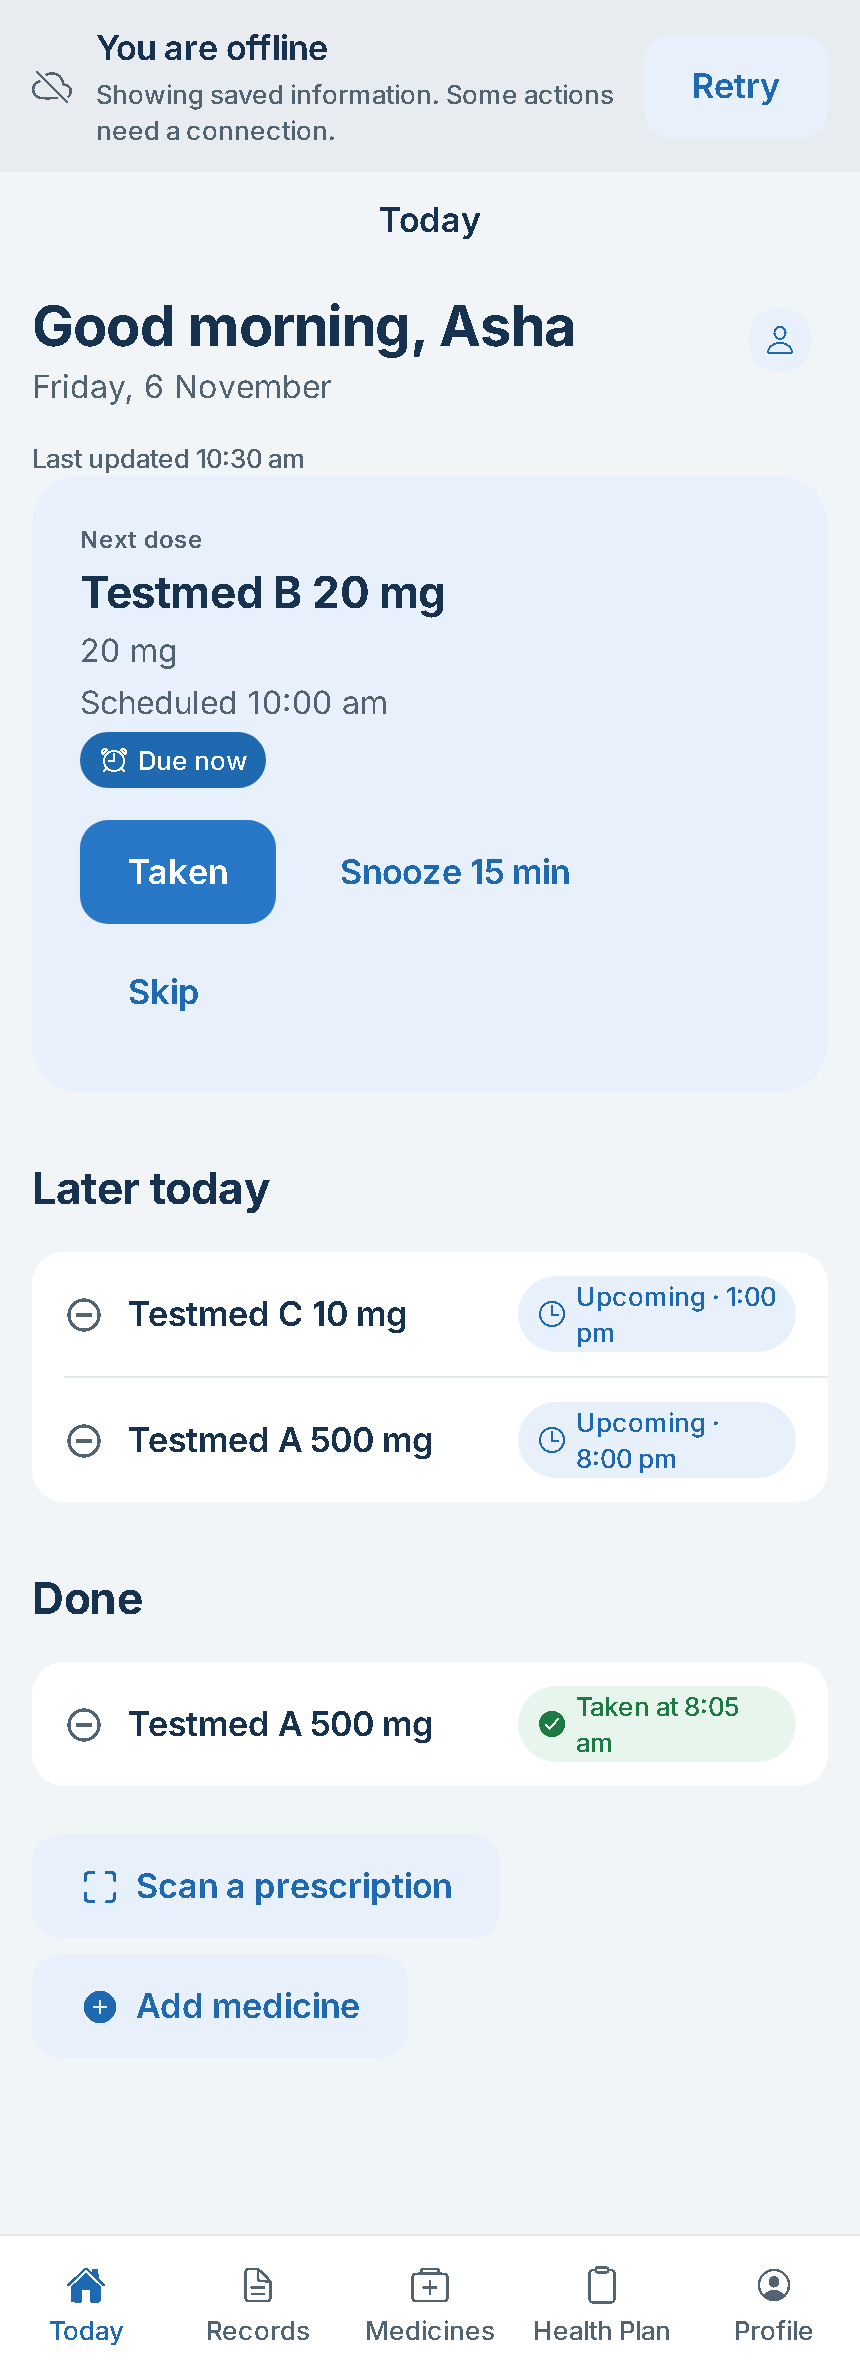 You are offline
Showing saved information. Some actions
need a connection.
Retry
Today
Good morning, Asha
Friday, 6 November
Last updated 10:30 am
Next dose
Testmed B 20 mg
20 mg
Scheduled 10:00 am
Due now
Taken
Snooze 15 min
Skip
Later today
Testmed C 10 mg
Upcoming · 1:00
pm
Testmed A 500 mg
Upcoming ·
8:00 pm
Done
Testmed A 500 mg
Taken at 8:05
am
Scan a prescription
Add medicine
Today
Records
Medicines
Health Plan
Profile